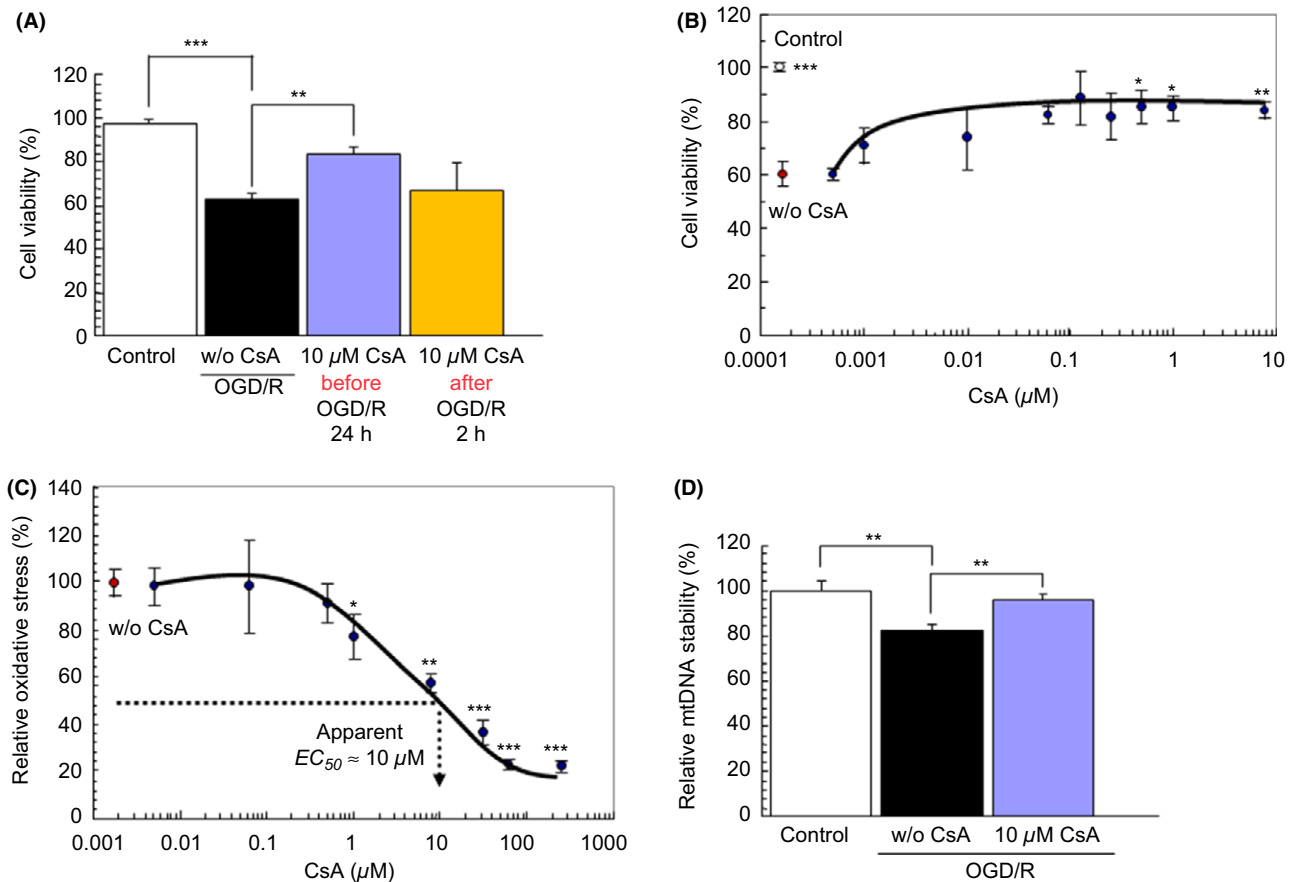 (A)
***
**
120
100
80
60
40
20
0
Cell viability (%)
Control
w/o CsA
OGD/R
10 µM CsA
before
OGD/R
24 h
10 µM CsA
after
OGD/R
2 h
(B)
120
100
80
60
40
20
0
Cell viability (%)
Control
***
w/o CsA
*
*
**
0.0001
0.001
0.01
0.1
1
10
CsA (µM)
(C)
140
120
100
80
60
40
20
0
Relative oxidative stress (%)
w/o CsA
*
**
***
***
***
Apparent
EC50 ≈ 10 µM
0.001
0.01
0.1
1
10
100
1000
CsA (µM)
(D)
**
**
120
100
80
60
40
20
0
Relative mtDNA stability (%)
Control
w/o CsA
10 µM CsA
OGD/R